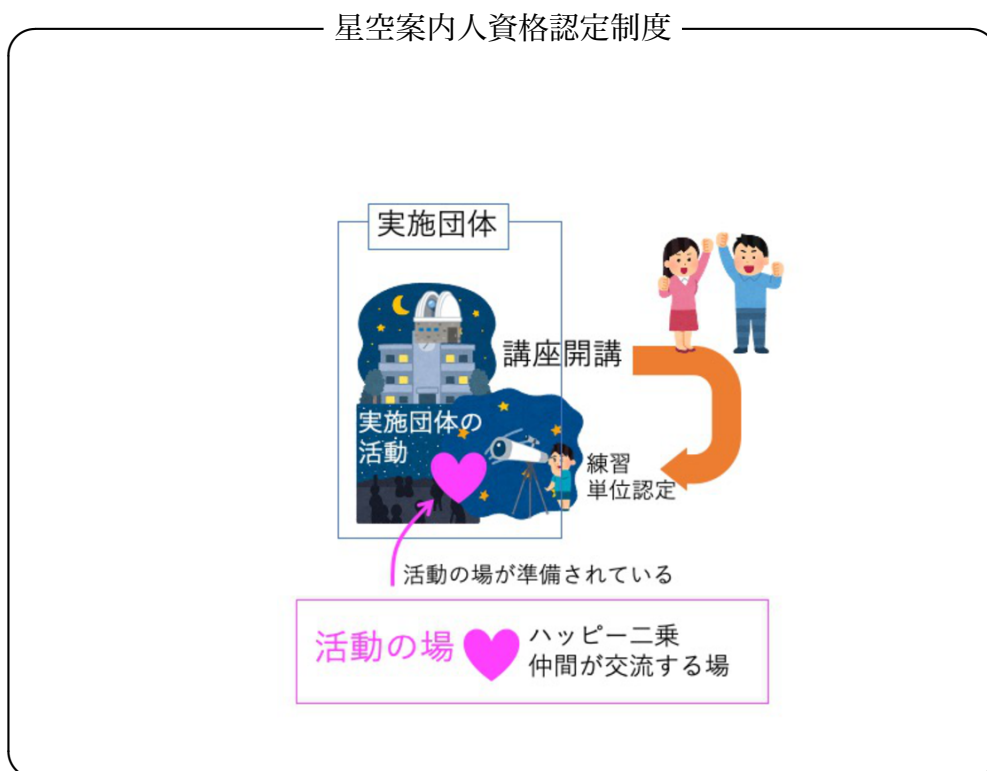 星空案内人資格認定制度
実施団体
講座開講
実施団体の
活動
練習
単位認定
活動の場が準備されている
活動の場
ハッピー二乗
仲間が交流する場